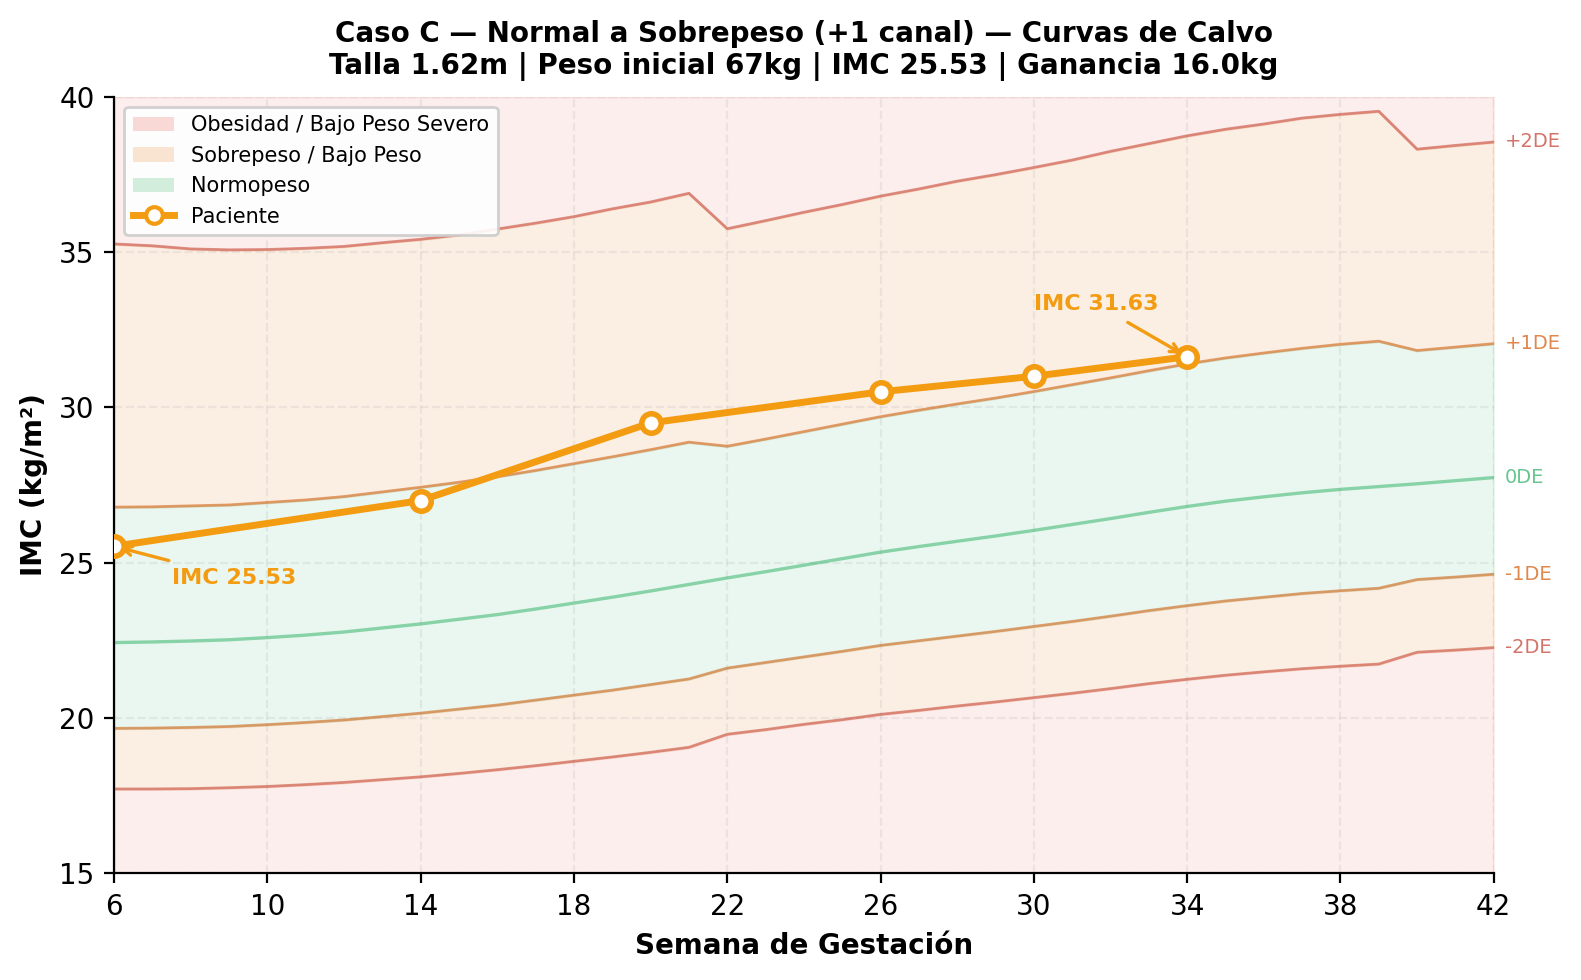 Caso C — Normal a Sobrepeso (+1 canal) — Curvas de Calvo
Talla 1.62m | Peso inicial 67kg | IMC 25.53 | Ganancia 16.0kg
Obesidad / Bajo Peso Severo
Sobrepeso / Bajo Peso
Normopeso
Paciente
IMC 31.63
IMC 25.53
+2DE
+1DE
0DE
-1DE
-2DE
IMC (kg/m²)
40
35
30
25
20
15
6 10 14 18 22 26 30 34 38 42
Semana de Gestación